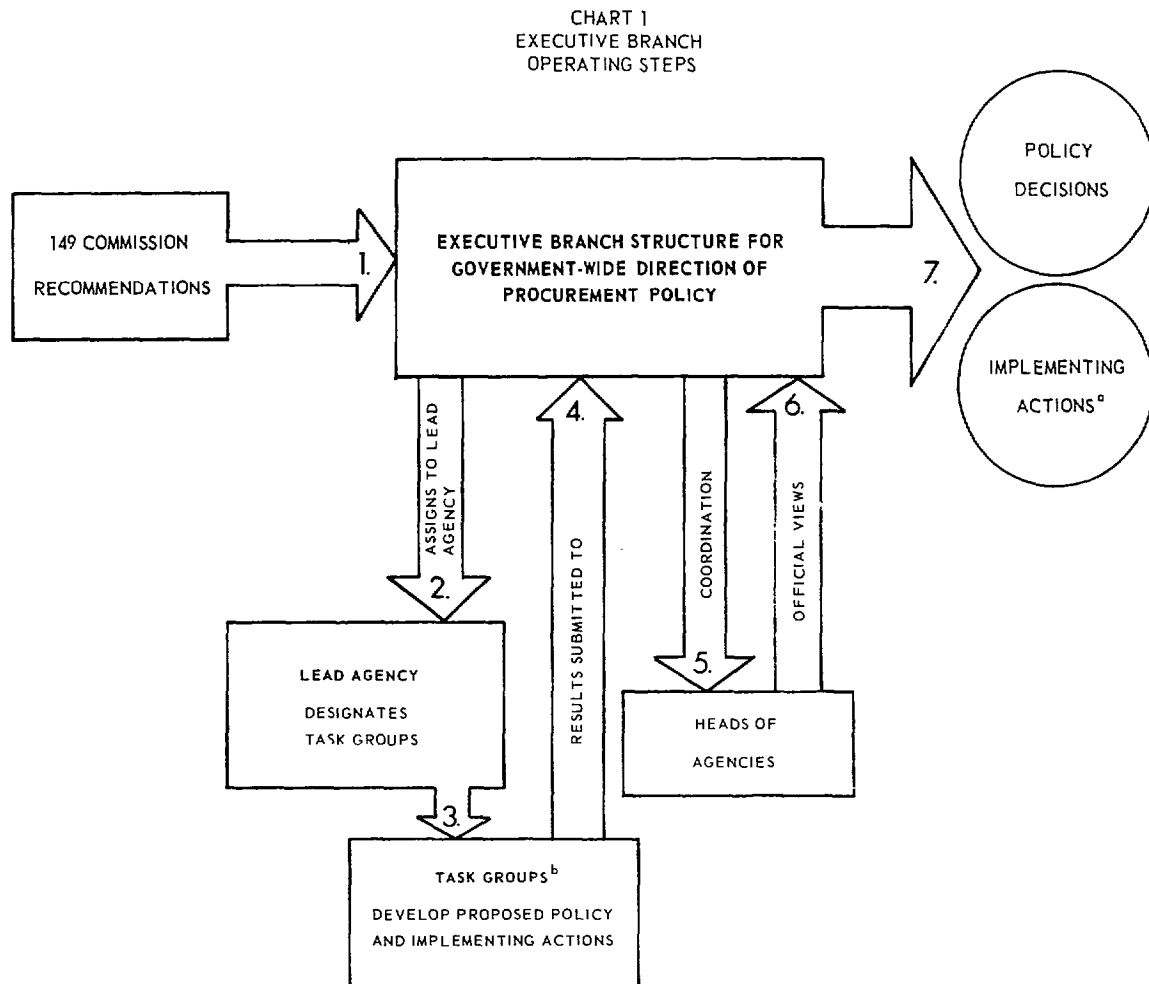 CHART 1
EXECUTIVE BRANCH
OPERATING STEPS
POLICY
DECISIONS
149 COMMISSION
RECOMMENDATIONS
1.
EXECUTIVE BRANCH STRUCTURE FOR
GOVERNMENT-WIDE DIRECTION OF
PROCUREMENT POLICY
7.
IMPLEMENTING
ACTIONSᵃ
ASSIGNS TO LEAD
AGENCY
2.
LEAD AGENCY
DESIGNATES
TASK GROUPS
3.
TASK GROUPSᵇ
DEVELOP PROPOSED POLICY
AND IMPLEMENTING ACTIONS
4.
RESULTS SUBMITTED TO
COORDINATION
5.
HEADS OF
AGENCIES
6.
OFFICIAL VIEWS